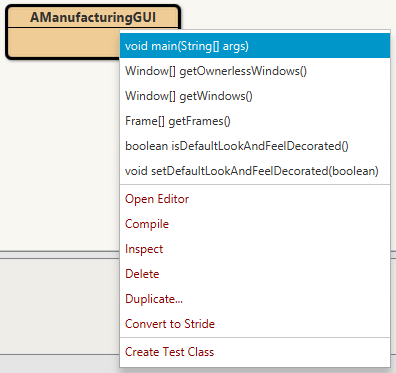 AManufacturingGUI
void main(String[] args)
Window[] getOwnerlessWindows()
Window[] getWindows()
Frame[] getFrames()
boolean isDefaultLookAndFeelDecorated()
void setDefaultLookAndFeelDecorated(boolean)
Open Editor
Compile
Inspect
Delete
Duplicate...
Convert to Stride
Create Test Class